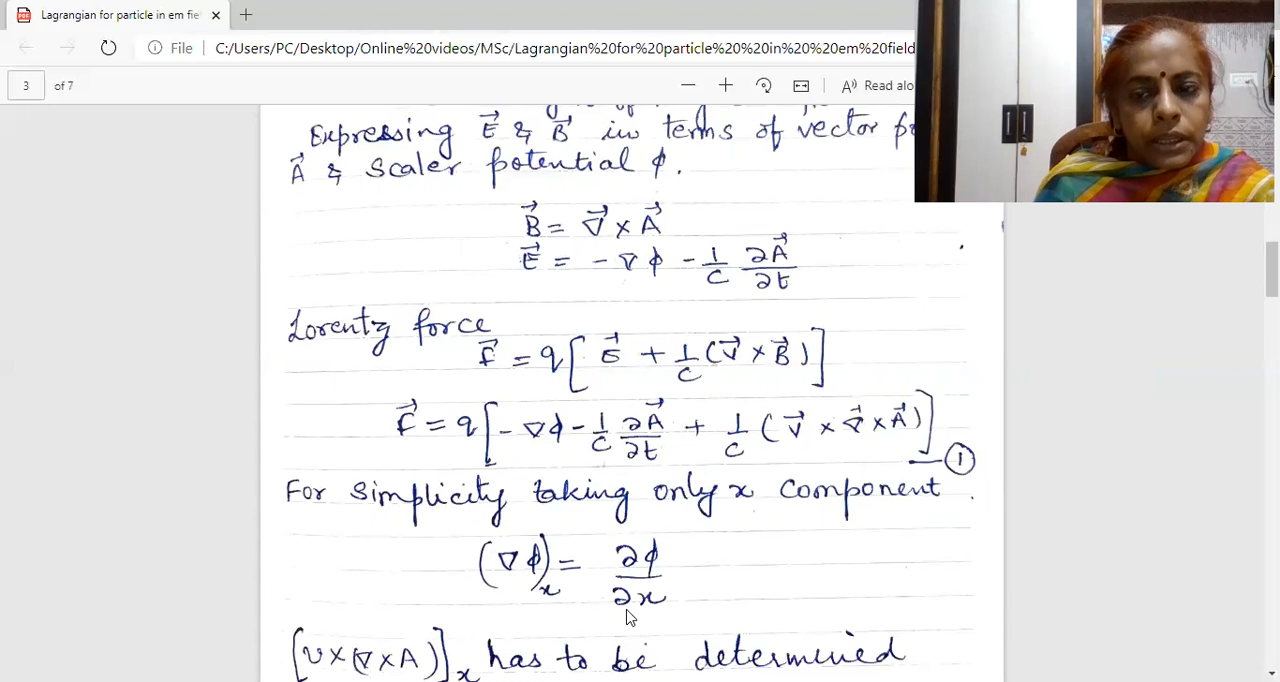 Lagrangian for particle in em fie
File
C:/Users/PC/Desktop/Online%20videos/MSc/Lagrangian%20for%20particle%20%20in%20%20em%20field
3 of 7
Read alo
Expressing E⃗ & B⃗ in terms of vector p
A⃗ & scaler potential ϕ.
B⃗ = ∇⃗ × A⃗
E⃗ = -∇ϕ - 1/C ∂A⃗/∂t
Lorentz force
F⃗ = q[E⃗ + 1/C (V⃗ × B⃗)]
F⃗ = q[-∇ϕ - 1/C ∂A⃗/∂t + 1/C (V⃗ × ∇⃗ × A⃗)] — ①
For simplicity taking only x component.
(∇ϕ)x = ∂ϕ/∂x
[V×(∇×A)]x has to be determined